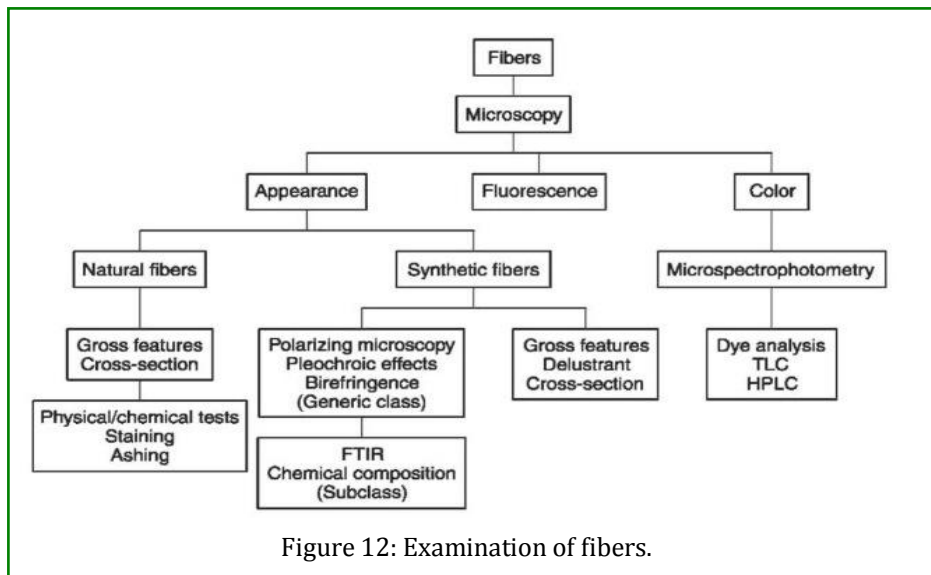 Fibers
Microscopy
Appearance
Fluorescence
Color
Natural fibers
Synthetic fibers
Microspectrophotometry
Gross features
Cross-section
Polarizing microscopy
Pleochroic effects
Birefringence
(Generic class)
Gross features
Delustrant
Cross-section
Dye analysis
TLC
HPLC
Physical/chemical tests
Staining
Ashing
FTIR
Chemical composition
(Subclass)
Figure 12: Examination of fibers.